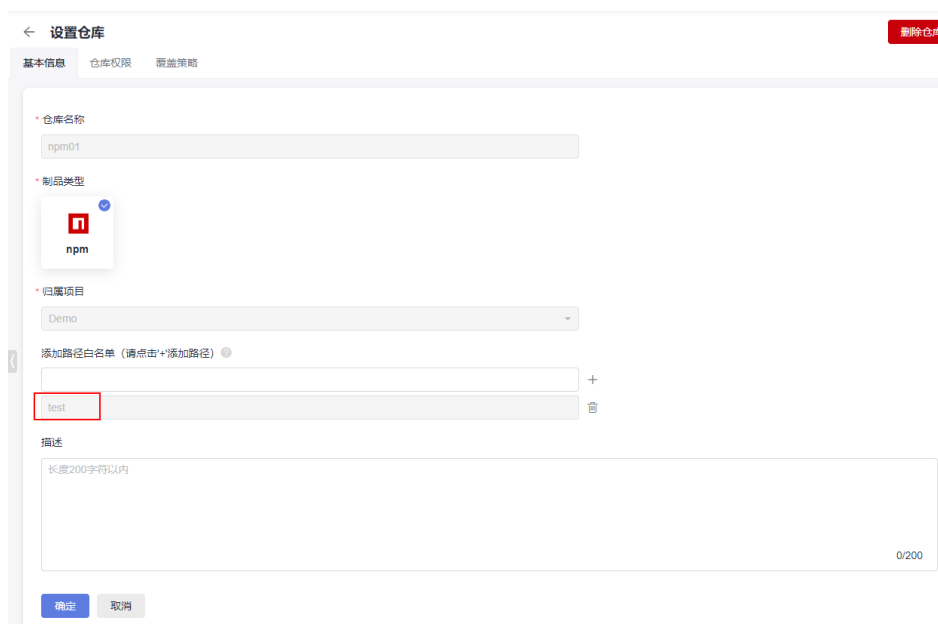 ← 设置仓库
删除仓库
基本信息 仓库权限 覆盖策略
* 仓库名称
npm01
* 制品类型
npm
* 归属项目
Demo
添加路径白名单（请点击'+'添加路径） ?
+
test
描述
长度200字符以内
0/200
确定 取消